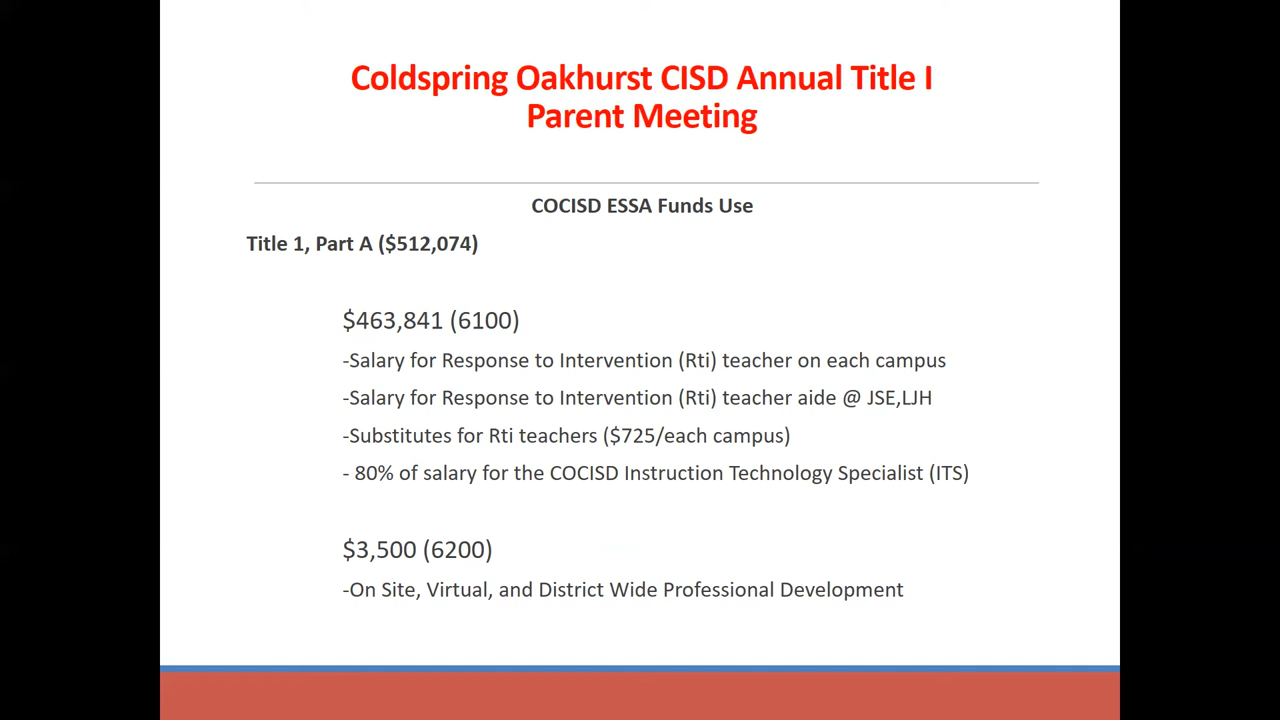 Coldspring Oakhurst CISD Annual Title I
Parent Meeting
COCISD ESSA Funds Use
Title 1, Part A ($512,074)
$463,841 (6100)
-Salary for Response to Intervention (Rti) teacher on each campus
-Salary for Response to Intervention (Rti) teacher aide @ JSE,LJH
-Substitutes for Rti teachers ($725/each campus)
- 80% of salary for the COCISD Instruction Technology Specialist (ITS)
$3,500 (6200)
-On Site, Virtual, and District Wide Professional Development